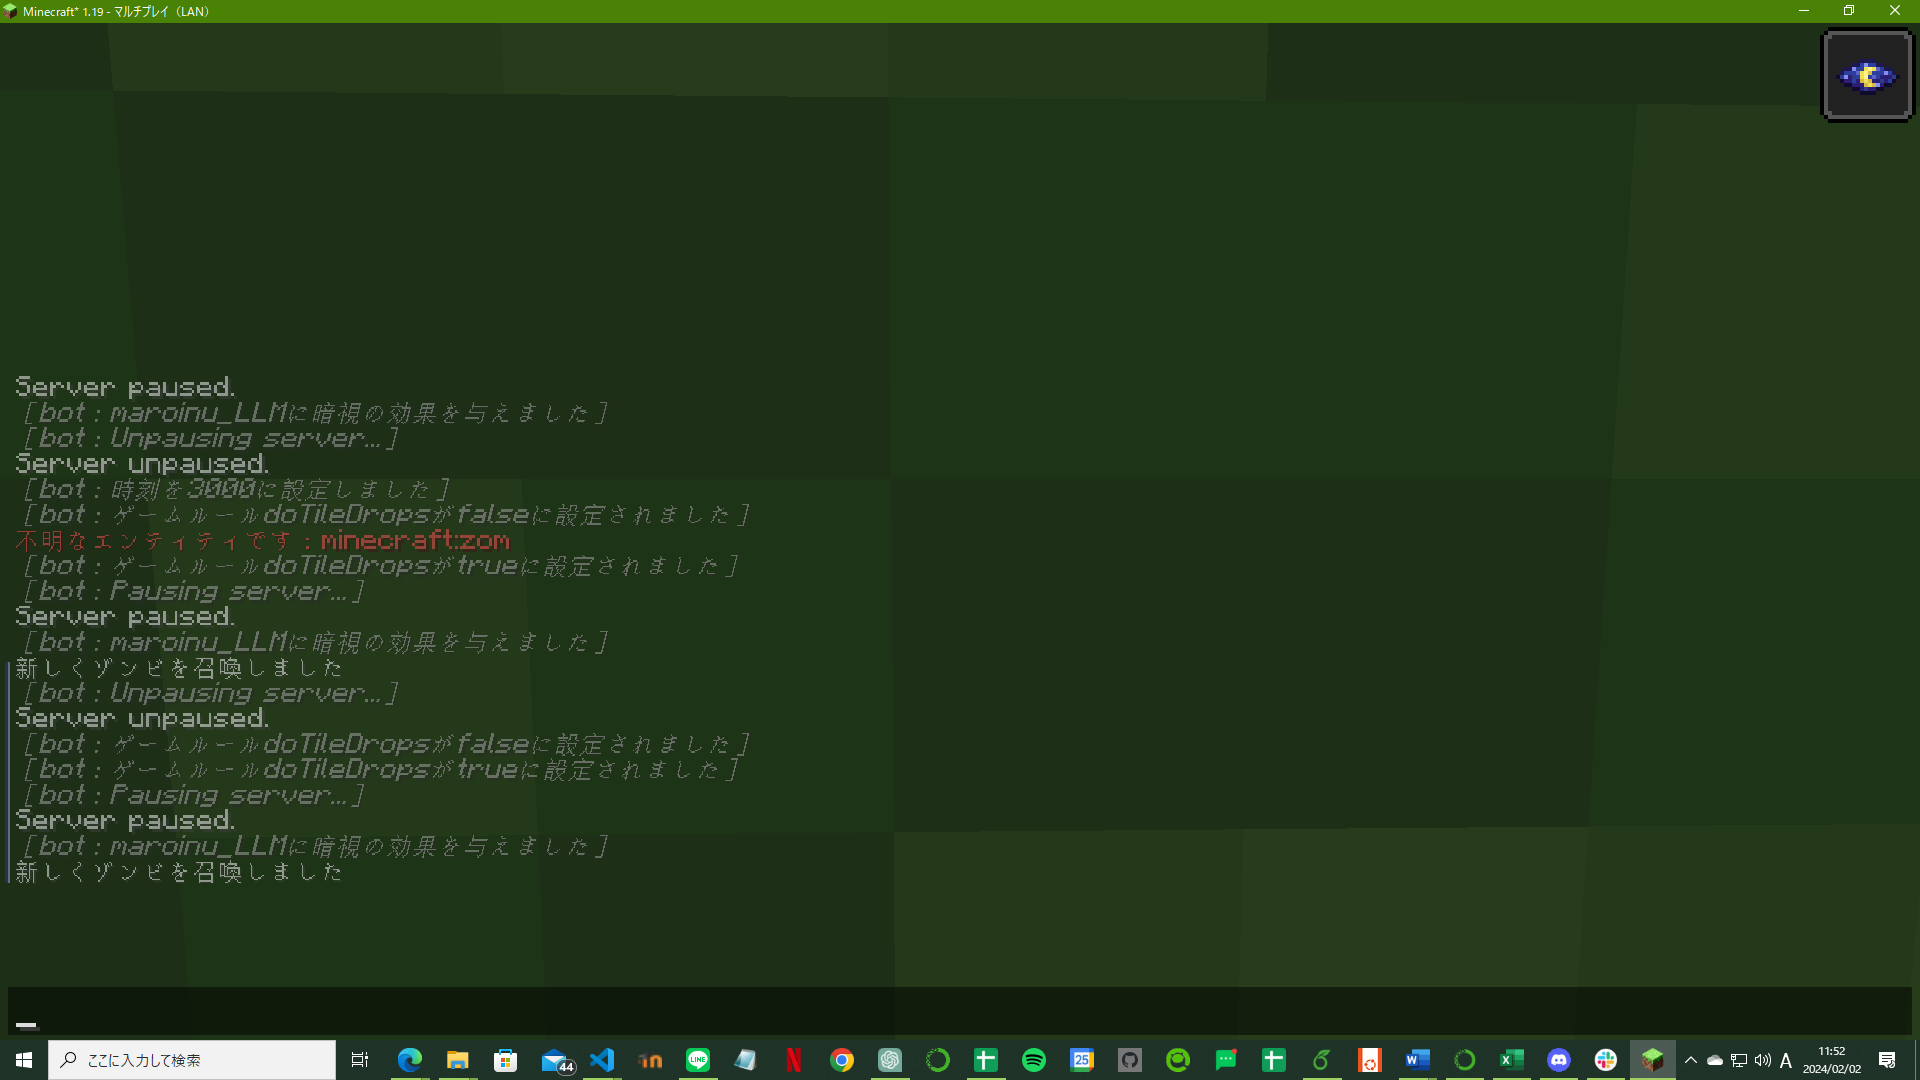 Minecraft* 1.19 - マルチプレイ（LAN）
Server paused.
[bot : maroinu_LLMに暗視の効果を与えました]
[bot : Unpausing server...]
Server unpaused.
[bot : 時刻を3000に設定しました]
[bot : ゲームルールdoTileDropsがfalseに設定されました]
不明なエンティティです : minecraft:zom
[bot : ゲームルールdoTileDropsがtrueに設定されました]
[bot : Pausing server...]
Server paused.
[bot : maroinu_LLMに暗視の効果を与えました]
新しくゾンビを召喚しました
[bot : Unpausing server...]
Server unpaused.
[bot : ゲームルールdoTileDropsがfalseに設定されました]
[bot : ゲームルールdoTileDropsがtrueに設定されました]
[bot : Pausing server...]
Server paused.
[bot : maroinu_LLMに暗視の効果を与えました]
新しくゾンビを召喚しました
ここに入力して検索
44
LINE
25
A
11:52
2024/02/02